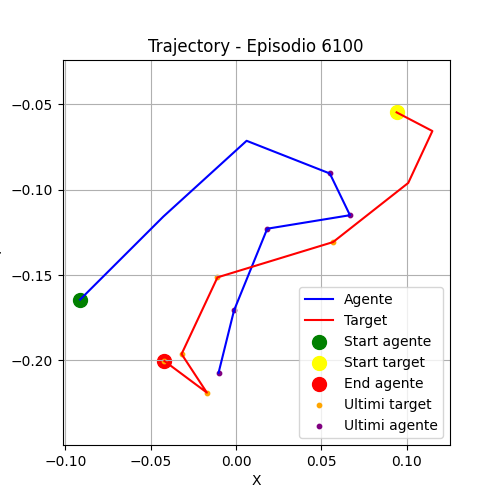 Trajectory - Episodio 6100
−0.05
−0.10
−0.15
−0.20
−0.10
−0.05
0.00
0.05
0.10
X
Agente
Target
Start agente
Start target
End agente
Ultimi target
Ultimi agente